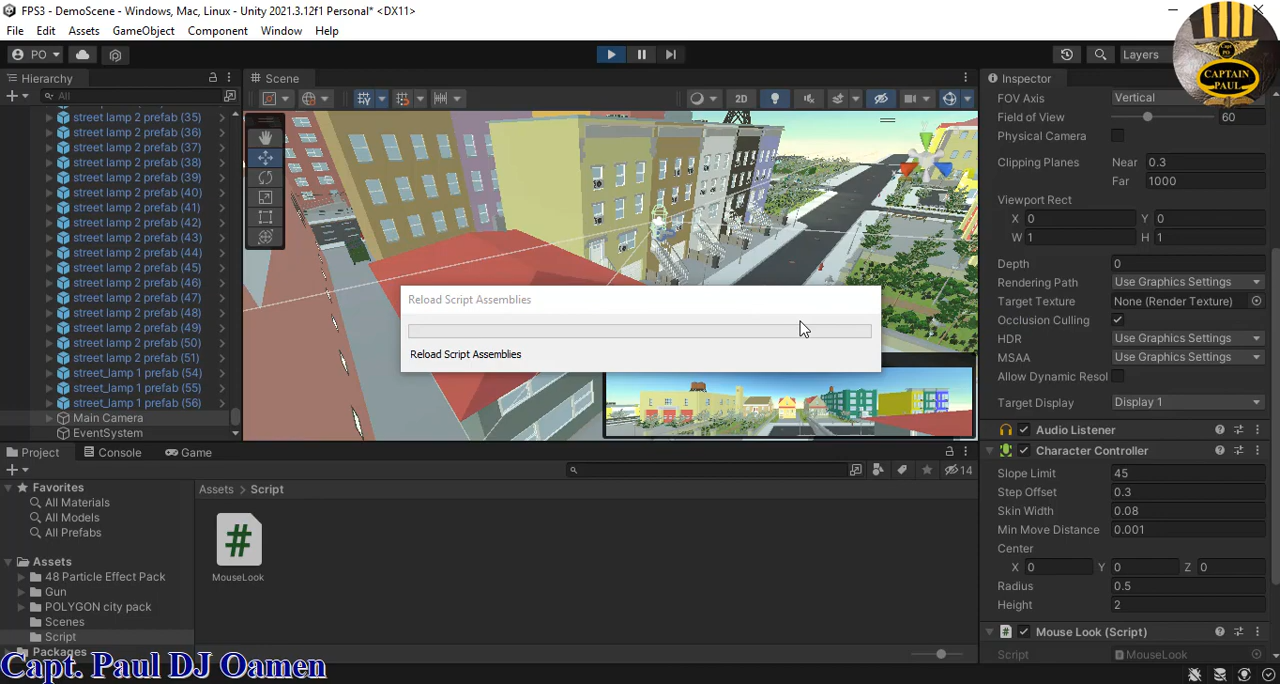 FPS3 - DemoScene - Windows, Mac, Linux - Unity 2021.3.12f1 Personal* <DX11>
File Edit Assets GameObject Component Window Help
PO Layers
CAPTAIN PAUL
Hierarchy Scene Inspector
All 2D
street lamp 2 prefab (35)
street lamp 2 prefab (36)
street lamp 2 prefab (37)
street lamp 2 prefab (38)
street lamp 2 prefab (39)
street lamp 2 prefab (40)
street lamp 2 prefab (41)
street lamp 2 prefab (42)
street lamp 2 prefab (43)
street lamp 2 prefab (44)
street lamp 2 prefab (45)
street lamp 2 prefab (46)
street lamp 2 prefab (47)
street lamp 2 prefab (48)
street lamp 2 prefab (49)
street lamp 2 prefab (50)
street lamp 2 prefab (51)
street_lamp 1 prefab (54)
street_lamp 1 prefab (55)
street_lamp 1 prefab (56)
Main Camera
EventSystem
Reload Script Assemblies
Reload Script Assemblies
FOV Axis Vertical
Field of View 60
Physical Camera
Clipping Planes Near 0.3
Far 1000
Viewport Rect
X 0 Y 0
W 1 H 1
Depth 0
Rendering Path Use Graphics Settings
Target Texture None (Render Texture)
Occlusion Culling
HDR Use Graphics Settings
MSAA Use Graphics Settings
Allow Dynamic Resol
Target Display Display 1
Audio Listener
Character Controller
Slope Limit 45
Step Offset 0.3
Skin Width 0.08
Min Move Distance 0.001
Center
X 0 Y 0 Z 0
Radius 0.5
Height 2
Mouse Look (Script)
Script MouseLook
Project Console Game
14
Favorites
All Materials
All Models
All Prefabs
Assets
48 Particle Effect Pack
Gun
POLYGON city pack
Scenes
Script
Packages
Assets > Script
#
MouseLook
Capt. Paul DJ Oamen